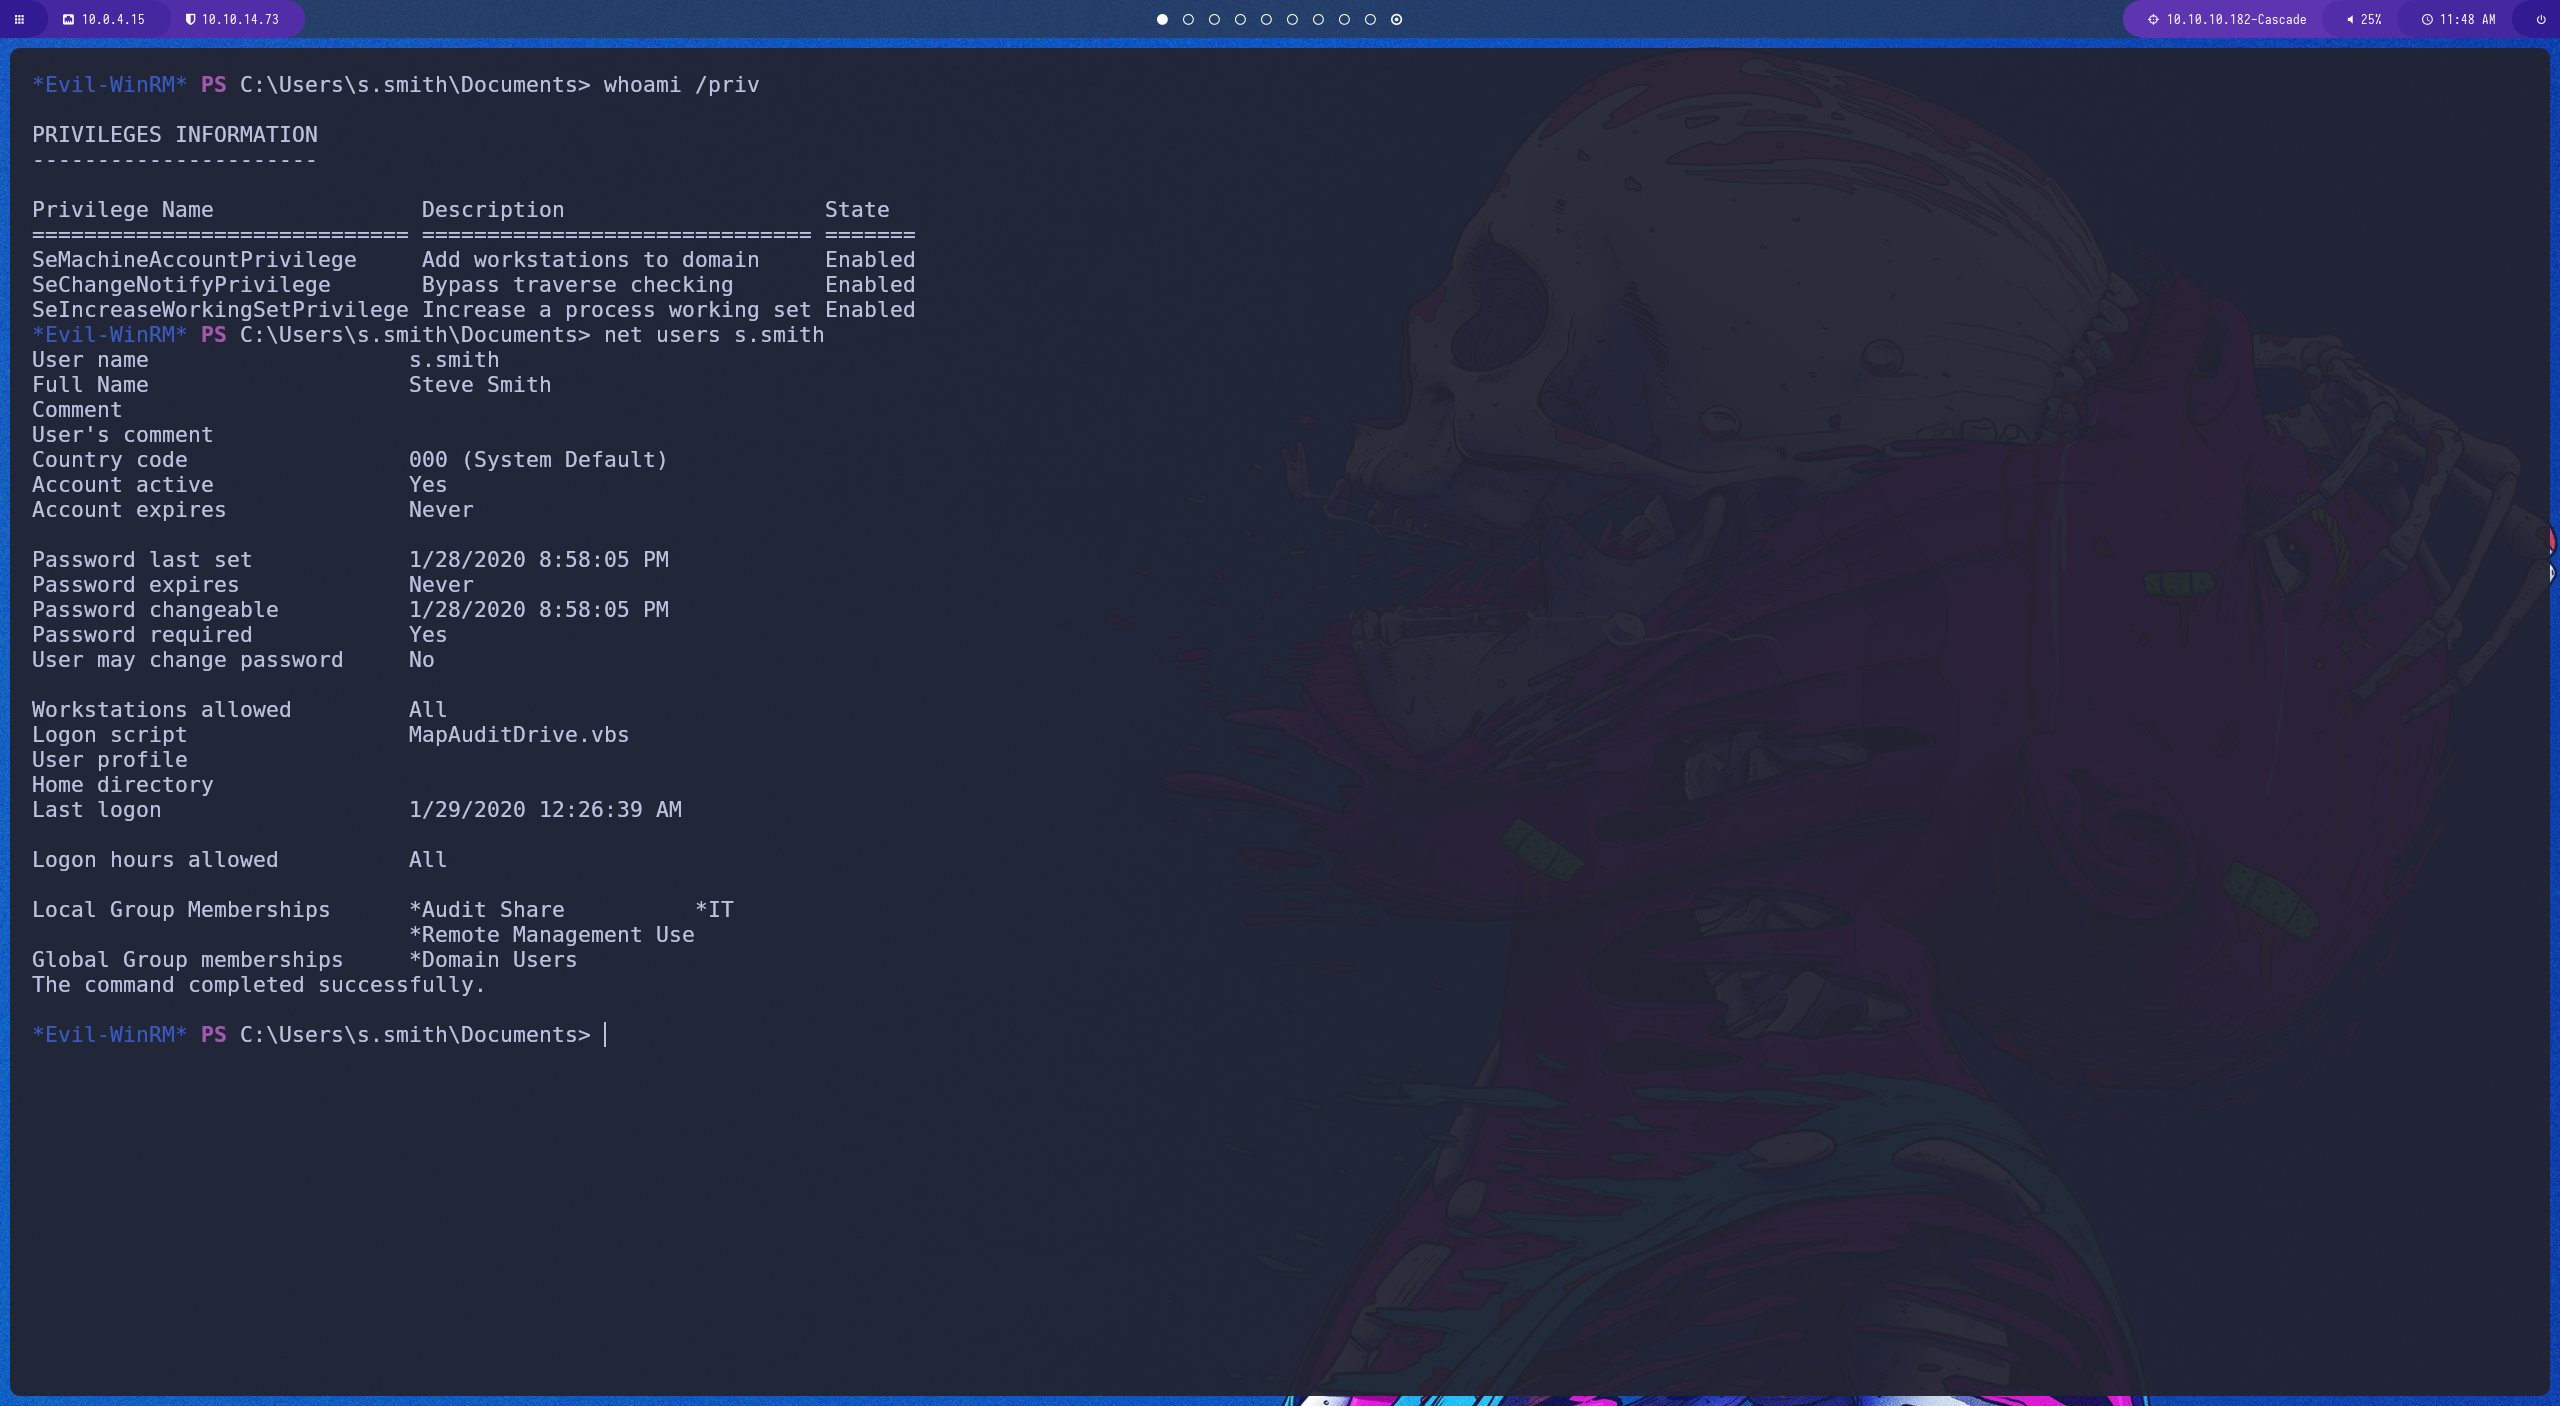 10.0.4.15 10.10.14.73 10.10.10.182-Cascade 25% 11:48 AM
*Evil-WinRM* PS C:\Users\s.smith\Documents> whoami /priv
PRIVILEGES INFORMATION
----------------------
Privilege Name                Description                    State
============================= ============================== =======
SeMachineAccountPrivilege     Add workstations to domain     Enabled
SeChangeNotifyPrivilege       Bypass traverse checking       Enabled
SeIncreaseWorkingSetPrivilege Increase a process working set Enabled
*Evil-WinRM* PS C:\Users\s.smith\Documents> net users s.smith
User name                    s.smith
Full Name                    Steve Smith
Comment
User's comment
Country code                 000 (System Default)
Account active               Yes
Account expires              Never
Password last set            1/28/2020 8:58:05 PM
Password expires             Never
Password changeable          1/28/2020 8:58:05 PM
Password required            Yes
User may change password     No
Workstations allowed         All
Logon script                 MapAuditDrive.vbs
User profile
Home directory
Last logon                   1/29/2020 12:26:39 AM
Logon hours allowed          All
Local Group Memberships      *Audit Share          *IT
                             *Remote Management Use
Global Group memberships     *Domain Users
The command completed successfully.
*Evil-WinRM* PS C:\Users\s.smith\Documents>